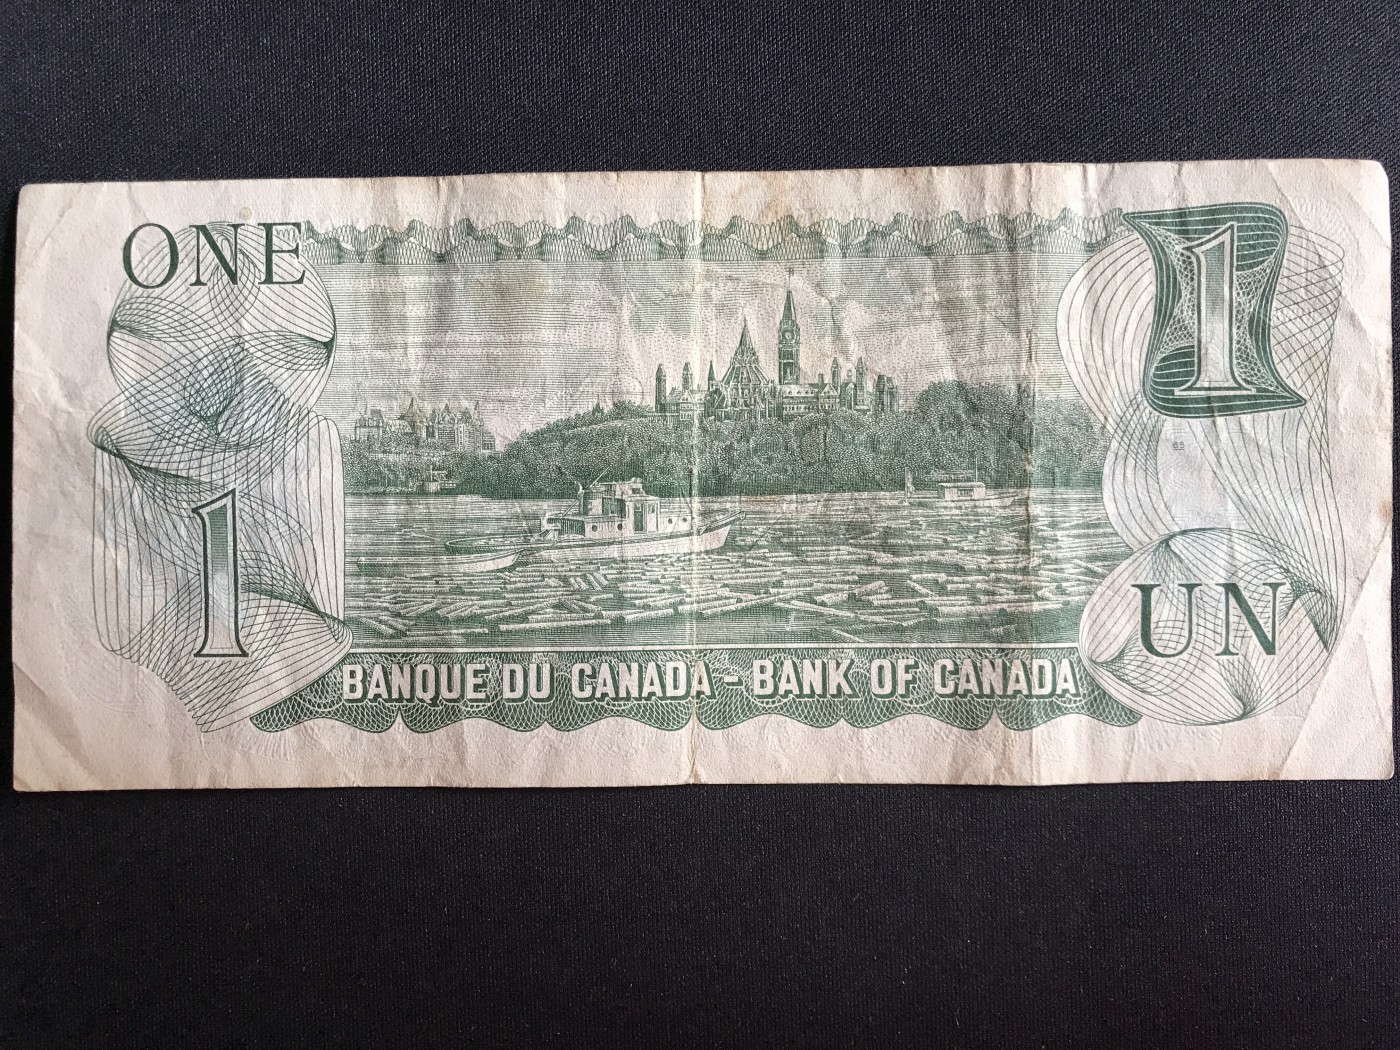 ONE
1
1
UN
BANQUE DU CANADA - BANK OF CANADA